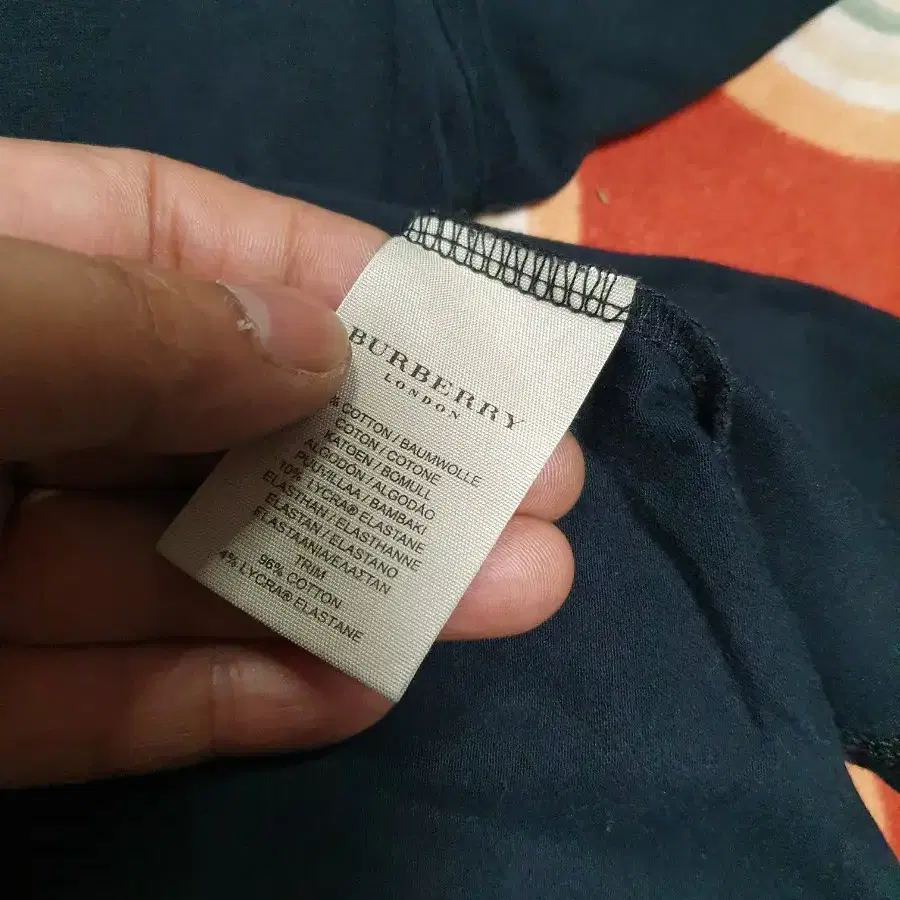 BURBERRY
LONDON
% COTTON / BAUMWOLLE
COTON / COTONE
KATOEN / BOMULL
ALGODÓN / ALGODÃO
PUUVILLAA / BAMBAKI
10% LYCRA® ELASTANE
ELASTHAN / ELASTHANNE
ELASTAN / ELASTANO
ELASTAANIA / ΕΛΑΣΤΑΝ
TRIM
96% COTTON
4% LYCRA® ELASTANE